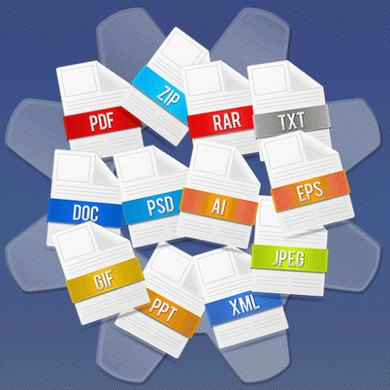 PDF
ZIP
RAR
TXT
DOC
PSD
AI
EPS
GIF
PPT
XML
JPEG